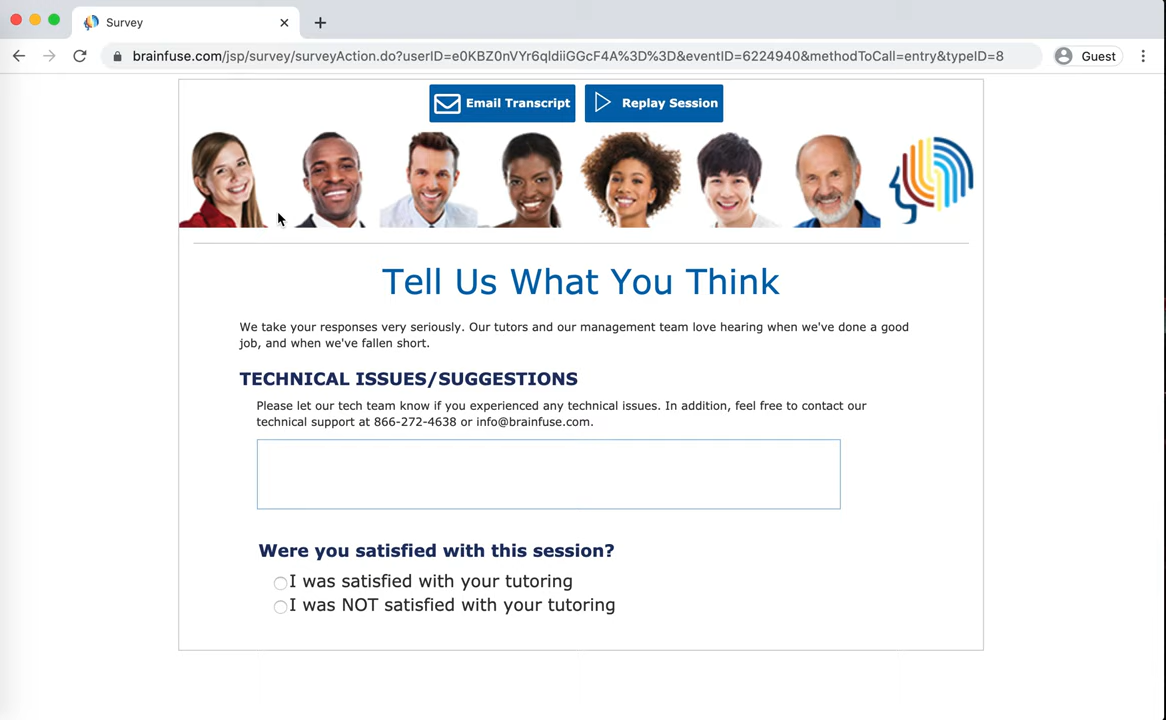 Survey
brainfuse.com/jsp/survey/surveyAction.do?userID=e0KBZ0nVYr6qldiiGGcF4A%3D%3D&eventID=6224940&methodToCall=entry&typeID=8
Guest
Email Transcript
Replay Session
Tell Us What You Think
We take your responses very seriously. Our tutors and our management team love hearing when we've done a good
job, and when we've fallen short.
TECHNICAL ISSUES/SUGGESTIONS
Please let our tech team know if you experienced any technical issues. In addition, feel free to contact our
technical support at 866-272-4638 or info@brainfuse.com.
Were you satisfied with this session?
I was satisfied with your tutoring
I was NOT satisfied with your tutoring